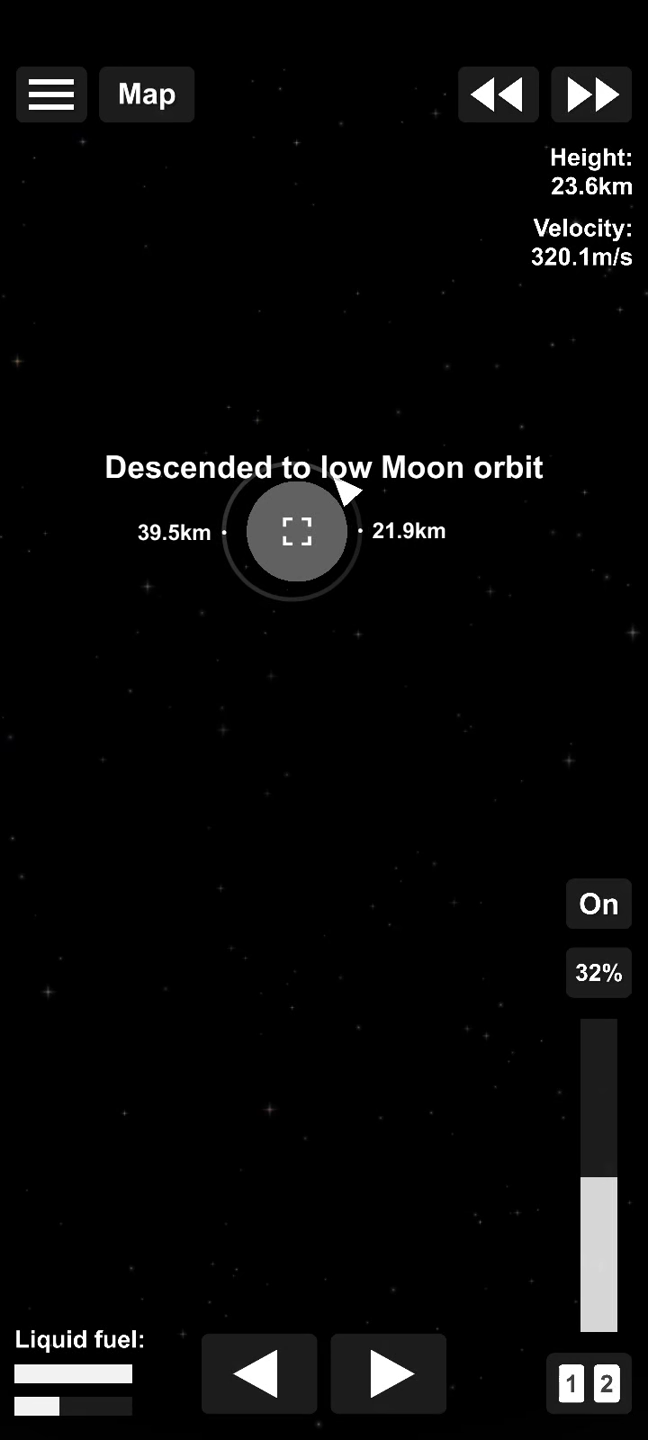 Map
Height:
23.6km
Velocity:
320.1m/s
Descended to low Moon orbit
39.5km
21.9km
On
32%
Liquid fuel:
1 2